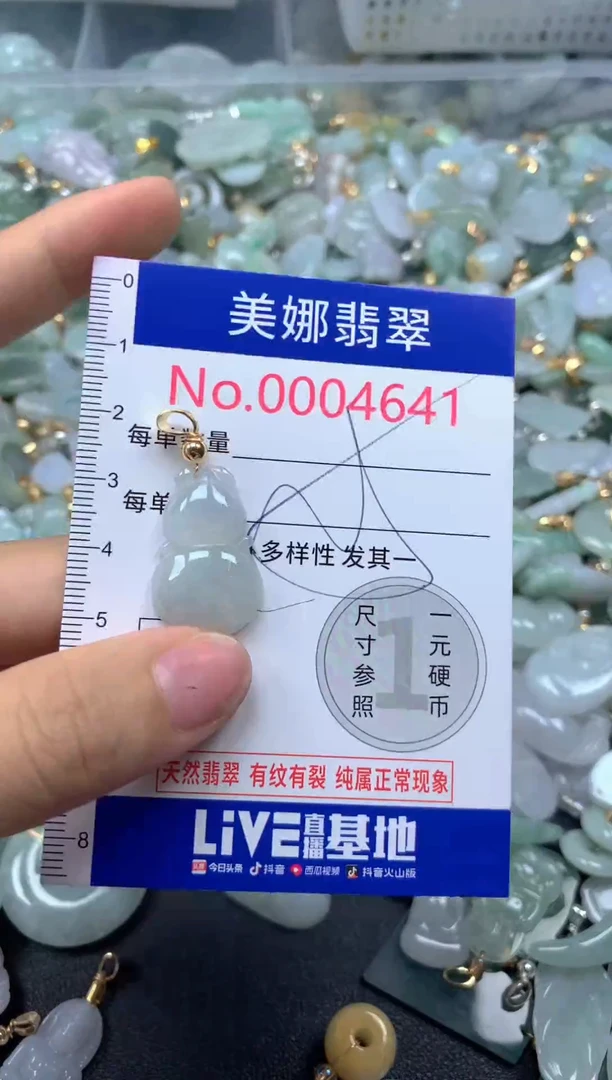 0
1
2
3
4
5
8
美娜翡翠
No.0004641
每单 量
每单
多样性 发其一
尺寸参照
一元硬币
1
天然翡翠 有纹有裂 纯属正常现象
LiVE直播基地
今日头条 抖音 西瓜视频 抖音火山版